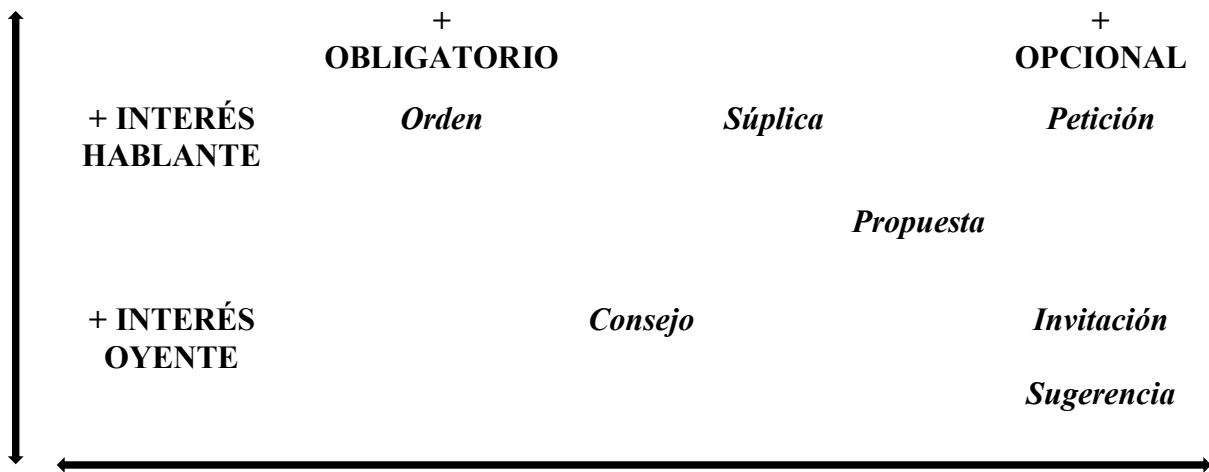 + +
OBLIGATORIO OPCIONAL
+ INTERÉS Orden Súplica Petición
HABLANTE
Propuesta
+ INTERÉS Consejo Invitación
OYENTE
Sugerencia